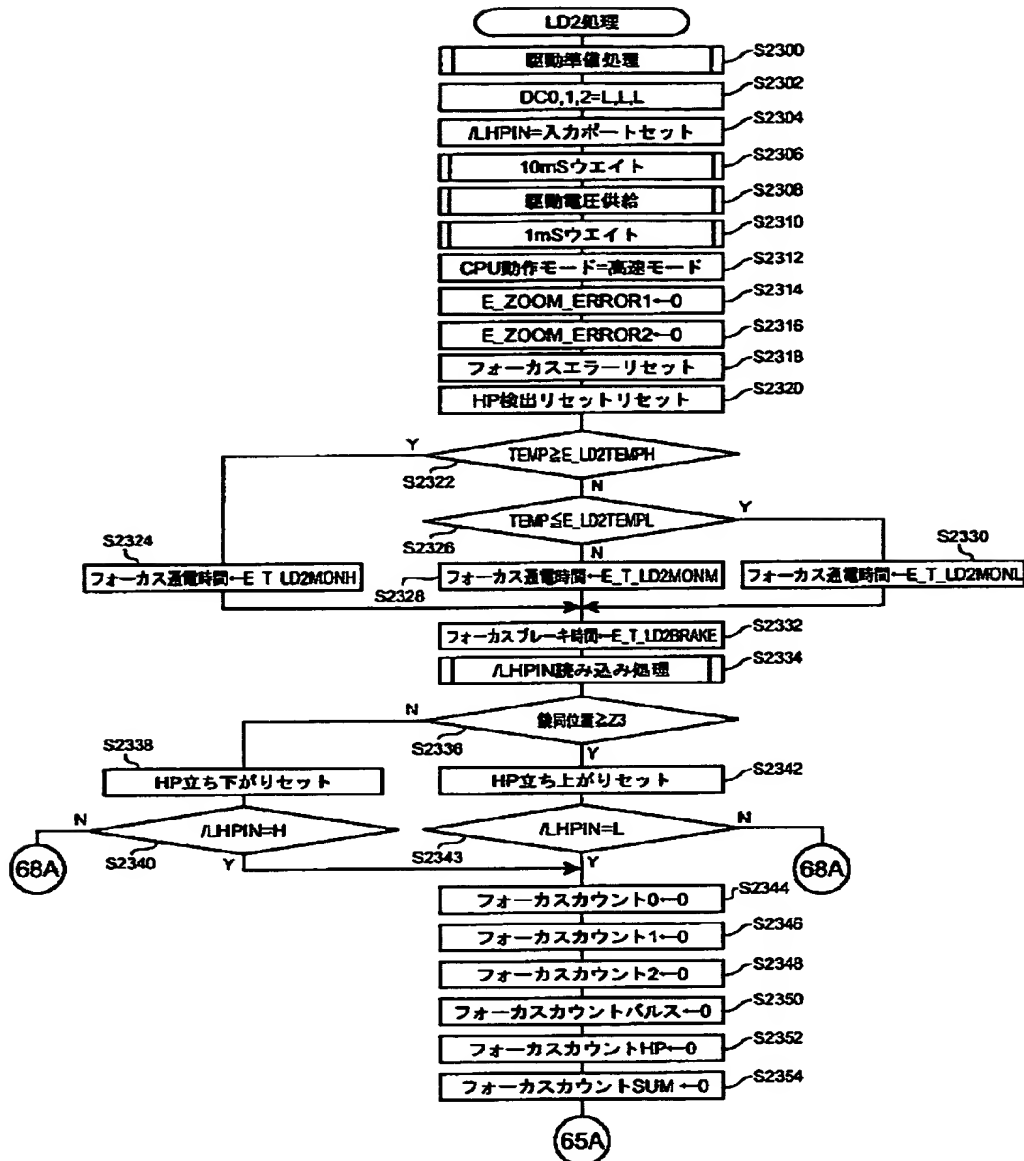 LD2処理
駆動準備処理
S2300
DC0,1,2=L,L,L
S2302
/LHPIN=入力ポートセット
S2304
10mSウエイト
S2306
駆動電圧供給
S2308
1mSウエイト
S2310
CPU動作モード=高速モード
S2312
E_ZOOM_ERROR1←0
S2314
E_ZOOM_ERROR2←0
S2316
フォーカスエラーリセット
S2318
HP検出リセットリセット
S2320
Y
TEMP≧E_LD2TEMPH
S2322
N
TEMP≦E_LD2TEMPL
Y
S2326
N
S2324
S2330
フォーカス通電時間←E_T_LD2MONH
フォーカス通電時間←E_T_LD2MONM
フォーカス通電時間←E_T_LD2MONL
S2328
フォーカスブレーキ時間←E_T_LD2BRAKE
S2332
/LHPIN読み込み処理
S2334
N
鏡筒位置≧Z3
S2336
Y
S2338
HP立ち下がりセット
HP立ち上がりセット
S2342
N
/LHPIN=H
/LHPIN=L
N
68A
S2340
Y
S2343
Y
68A
フォーカスカウント0←0
S2344
フォーカスカウント1←0
S2346
フォーカスカウント2←0
S2348
フォーカスカウントパルス←0
S2350
フォーカスカウントHP←0
S2352
フォーカスカウントSUM←0
S2354
65A